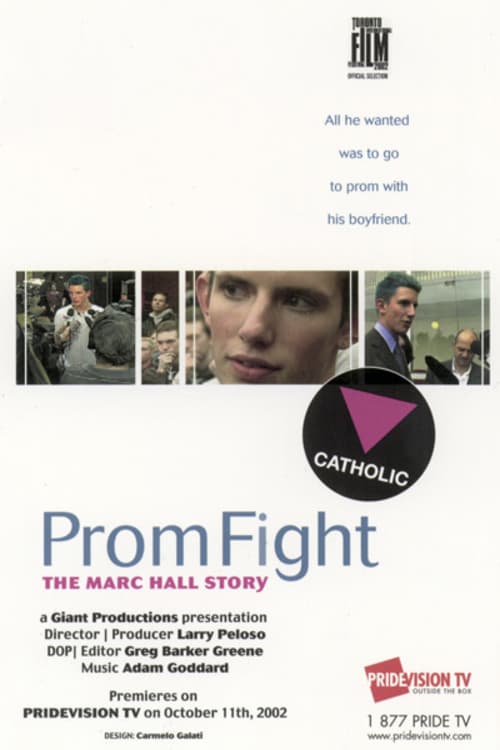 TORONTO
INTERNATIONAL
FILM
FESTIVAL 2002
OFFICIAL SELECTION
All he wanted
was to go
to prom with
his boyfriend.
CATHOLIC
Prom Fight
THE MARC HALL STORY
a Giant Productions presentation
Director | Producer Larry Peloso
DOP| Editor Greg Barker Greene
Music Adam Goddard
Premieres on
PRIDEVISION TV on October 11th, 2002
DESIGN: Carmelo Galati
PRIDEVISION TV
OUTSIDE THE BOX
1 877 PRIDE TV
www.pridevisiontv.com